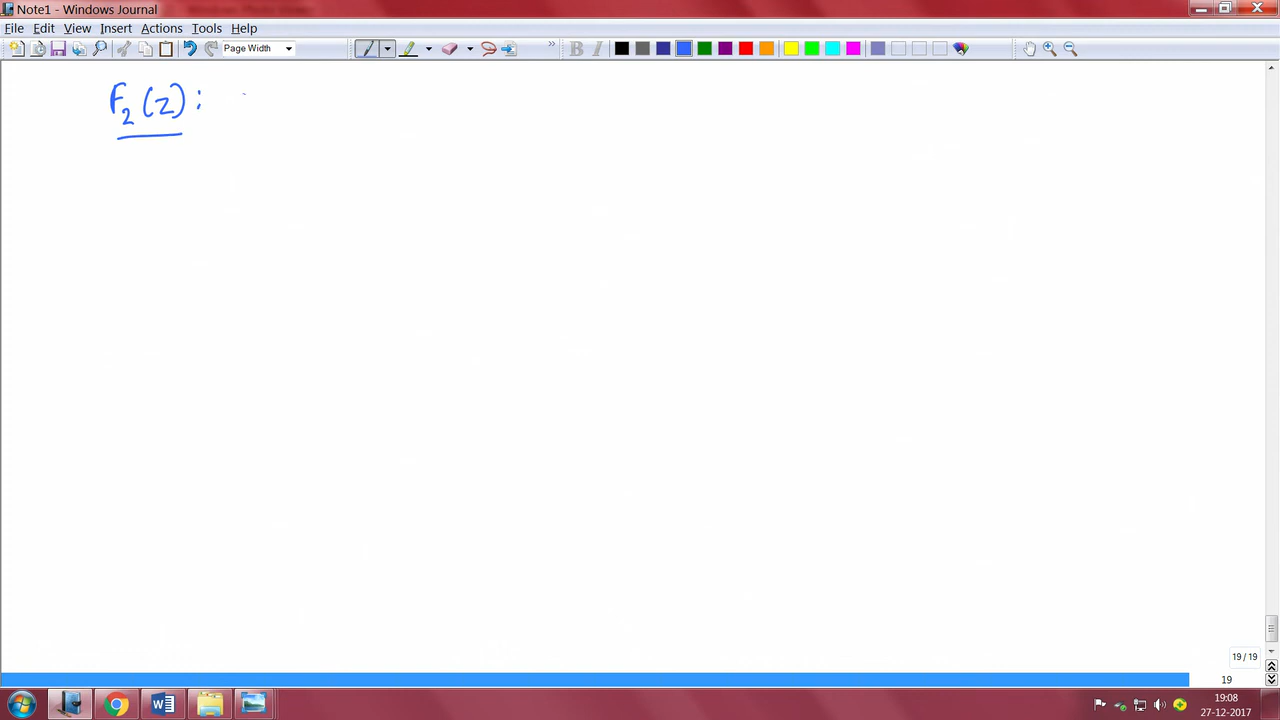 Note1 - Windows Journal
File Edit View Insert Actions Tools Help
Page Width
»
B I
F₂(z):
19 / 19
19
19:08
27-12-2017